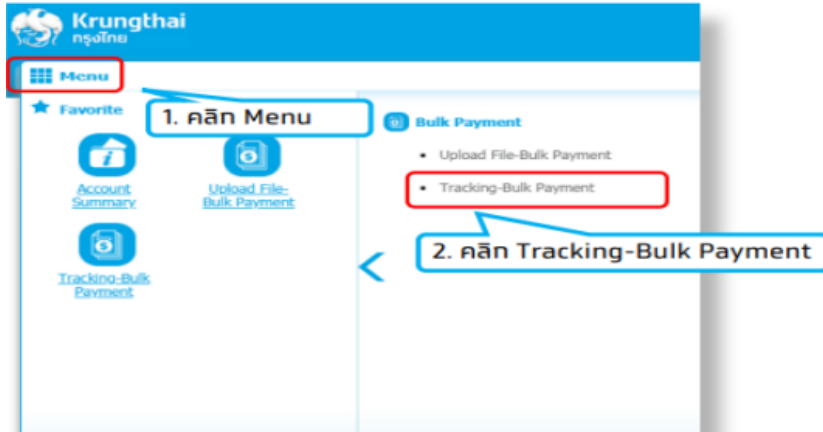 Krungthai
กรุงไทย
Menu
Favorite
1. คลิก Menu
Account
Summary
Upload File-
Bulk Payment
Tracking-Bulk
Payment
Bulk Payment
• Upload File-Bulk Payment
• Tracking-Bulk Payment
2. คลิก Tracking-Bulk Payment